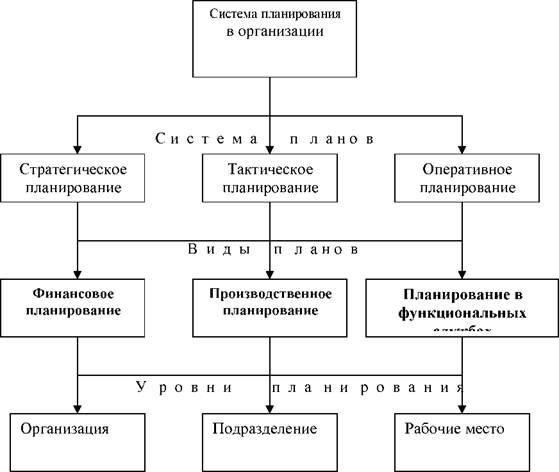 Система планирования
в организации
Система планов
Стратегическое
планирование
Тактическое
планирование
Оперативное
планирование
Виды планов
Финансовое
планирование
Производственное
планирование
Планирование в
функциональных
службах
Уровни планирования
Организация
Подразделение
Рабочие место